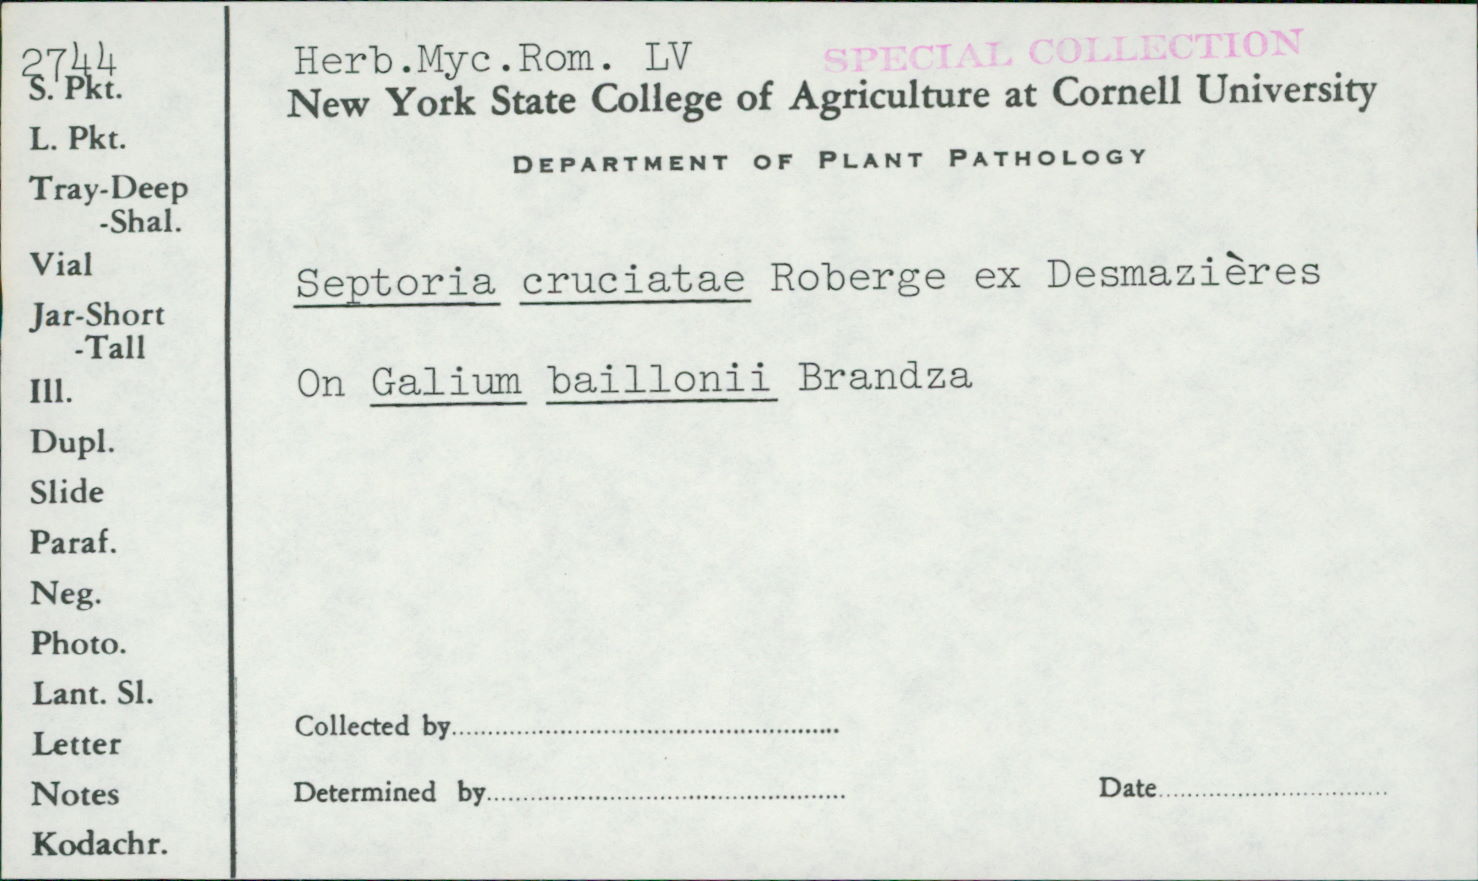 2744
S. Pkt.
L. Pkt.
Tray-Deep
-Shal.
Vial
Jar-Short
-Tall
Ill.
Dupl.
Slide
Paraf.
Neg.
Photo.
Lant. Sl.
Letter
Notes
Kodachr.
Herb.Myc.Rom. LV
SPECIAL COLLECTION
New York State College of Agriculture at Cornell University
DEPARTMENT OF PLANT PATHOLOGY
Septoria cruciatae Roberge ex Desmazières
On Galium baillonii Brandza
Collected by
Determined by
Date